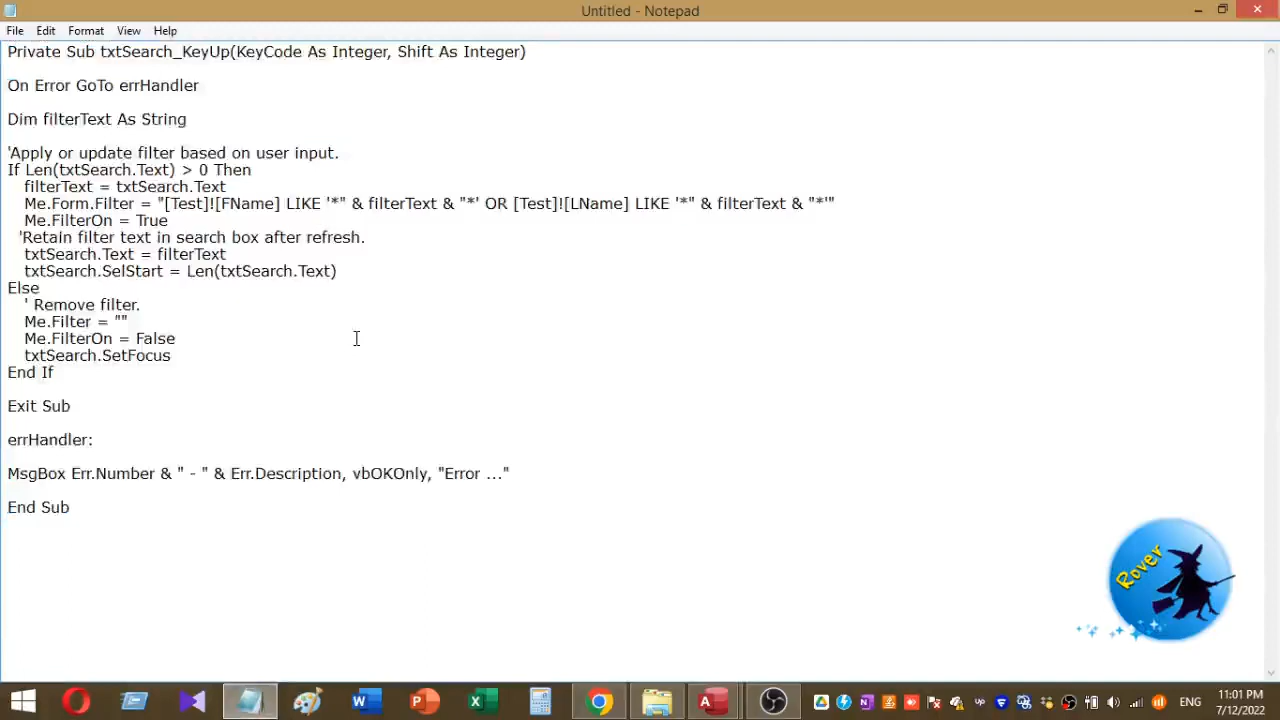 Untitled - Notepad
File Edit Format View Help
Private Sub txtSearch_KeyUp(KeyCode As Integer, Shift As Integer)
On Error GoTo errHandler
Dim filterText As String
'Apply or update filter based on user input.
If Len(txtSearch.Text) > 0 Then
filterText = txtSearch.Text
Me.Form.Filter = "[Test]![FName] LIKE '*" & filterText & "*' OR [Test]![LName] LIKE '*" & filterText & "*'"
Me.FilterOn = True
'Retain filter text in search box after refresh.
txtSearch.Text = filterText
txtSearch.SelStart = Len(txtSearch.Text)
Else
' Remove filter.
Me.Filter = ""
Me.FilterOn = False
txtSearch.SetFocus
End If
Exit Sub
errHandler:
MsgBox Err.Number & " - " & Err.Description, vbOKOnly, "Error ..."
End Sub
Rover
ENG
11:01 PM
7/12/2022